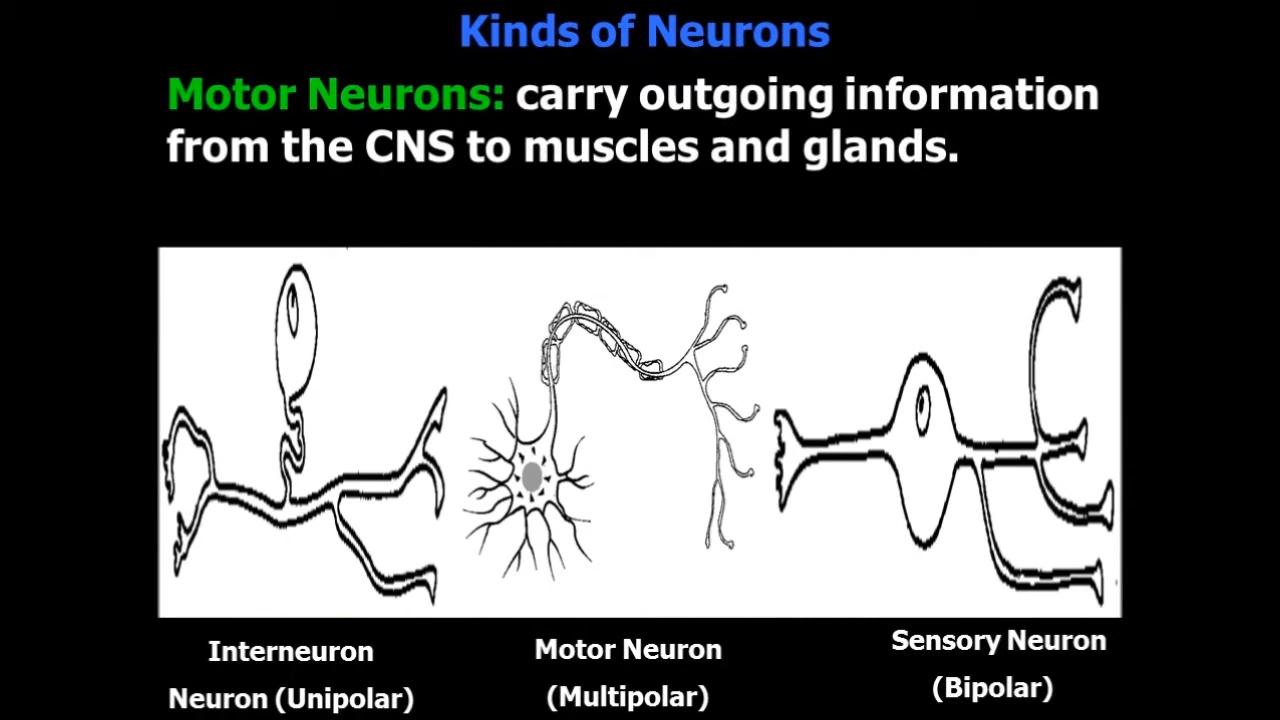 Kinds of Neurons
Motor Neurons: carry outgoing information
from the CNS to muscles and glands.
Interneuron
Neuron (Unipolar)
Motor Neuron
(Multipolar)
Sensory Neuron
(Bipolar)